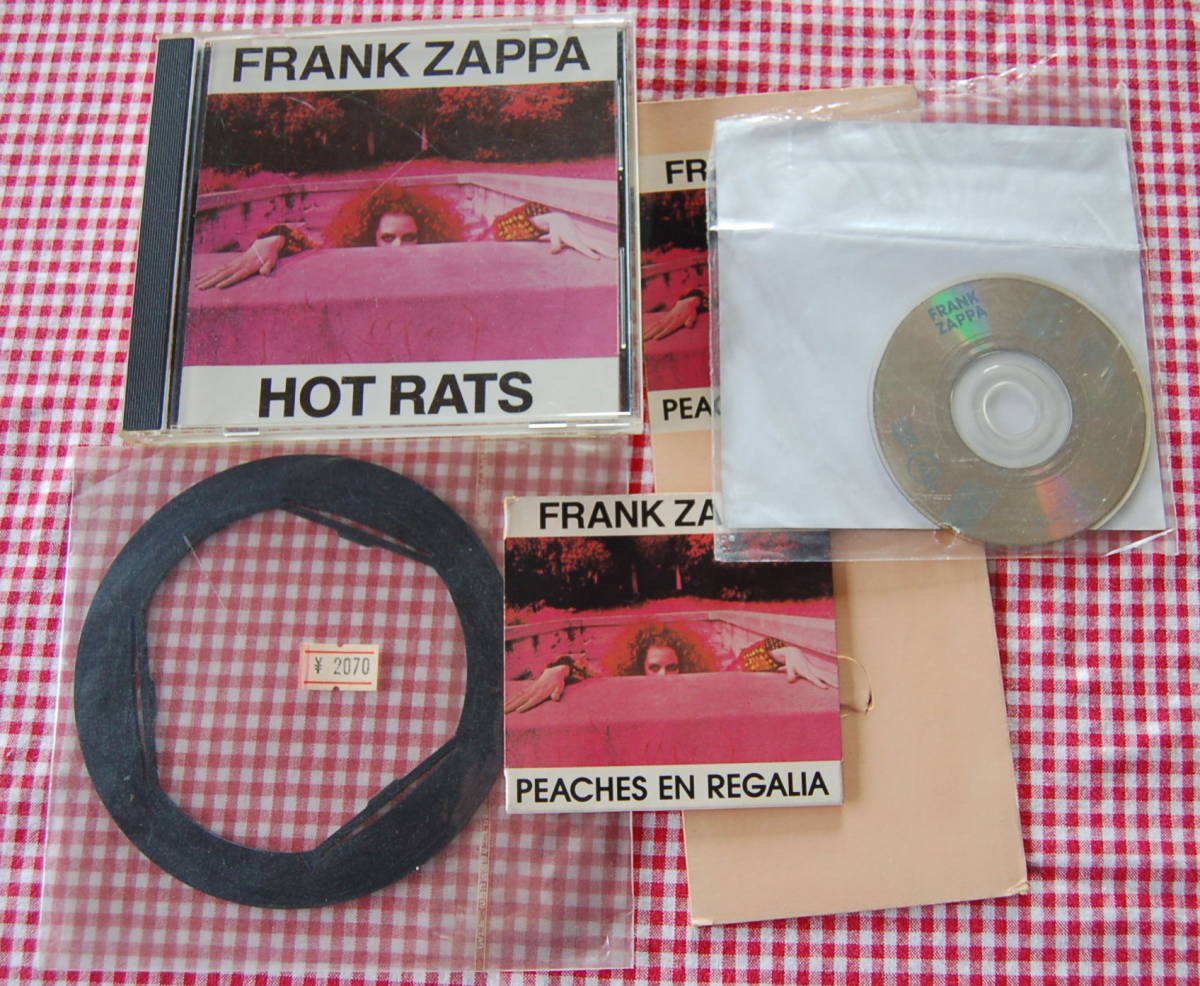 FRANK ZAPPA
HOT RATS
FR
PEAC
FRANK
ZAPPA
¥ 2070
FRANK ZA
PEACHES EN REGALIA